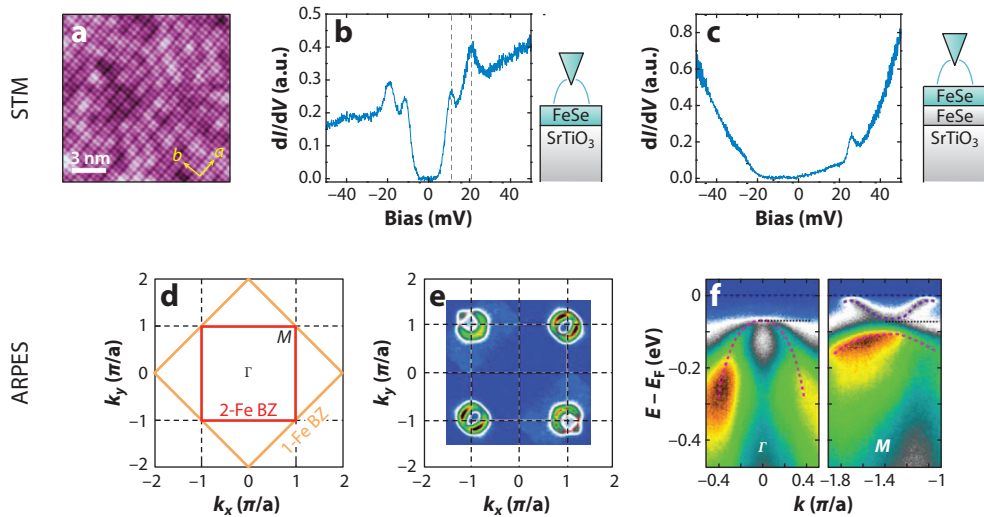 STM
a
3 nm
b
a
b
dI/dV (a.u.)
0.5
0.4
0.3
0.2
0.1
0.0
−40
−20
0
20
40
Bias (mV)
FeSe
SrTiO3
c
dI/dV (a.u.)
0.8
0.6
0.4
0.2
0.0
−40
−20
0
20
40
Bias (mV)
FeSe
FeSe
SrTiO3
ARPES
d
ky (π/a)
2
1
0
−1
−2
M
Γ
2-Fe BZ
1-Fe BZ
−2
−1
0
1
2
kx (π/a)
e
ky (π/a)
2
1
0
−1
−2
−2
−1
0
1
2
kx (π/a)
f
E − EF (eV)
0
−0.2
−0.4
Γ
M
−0.4
0
0.4
−1.8
−1.4
−1
k (π/a)